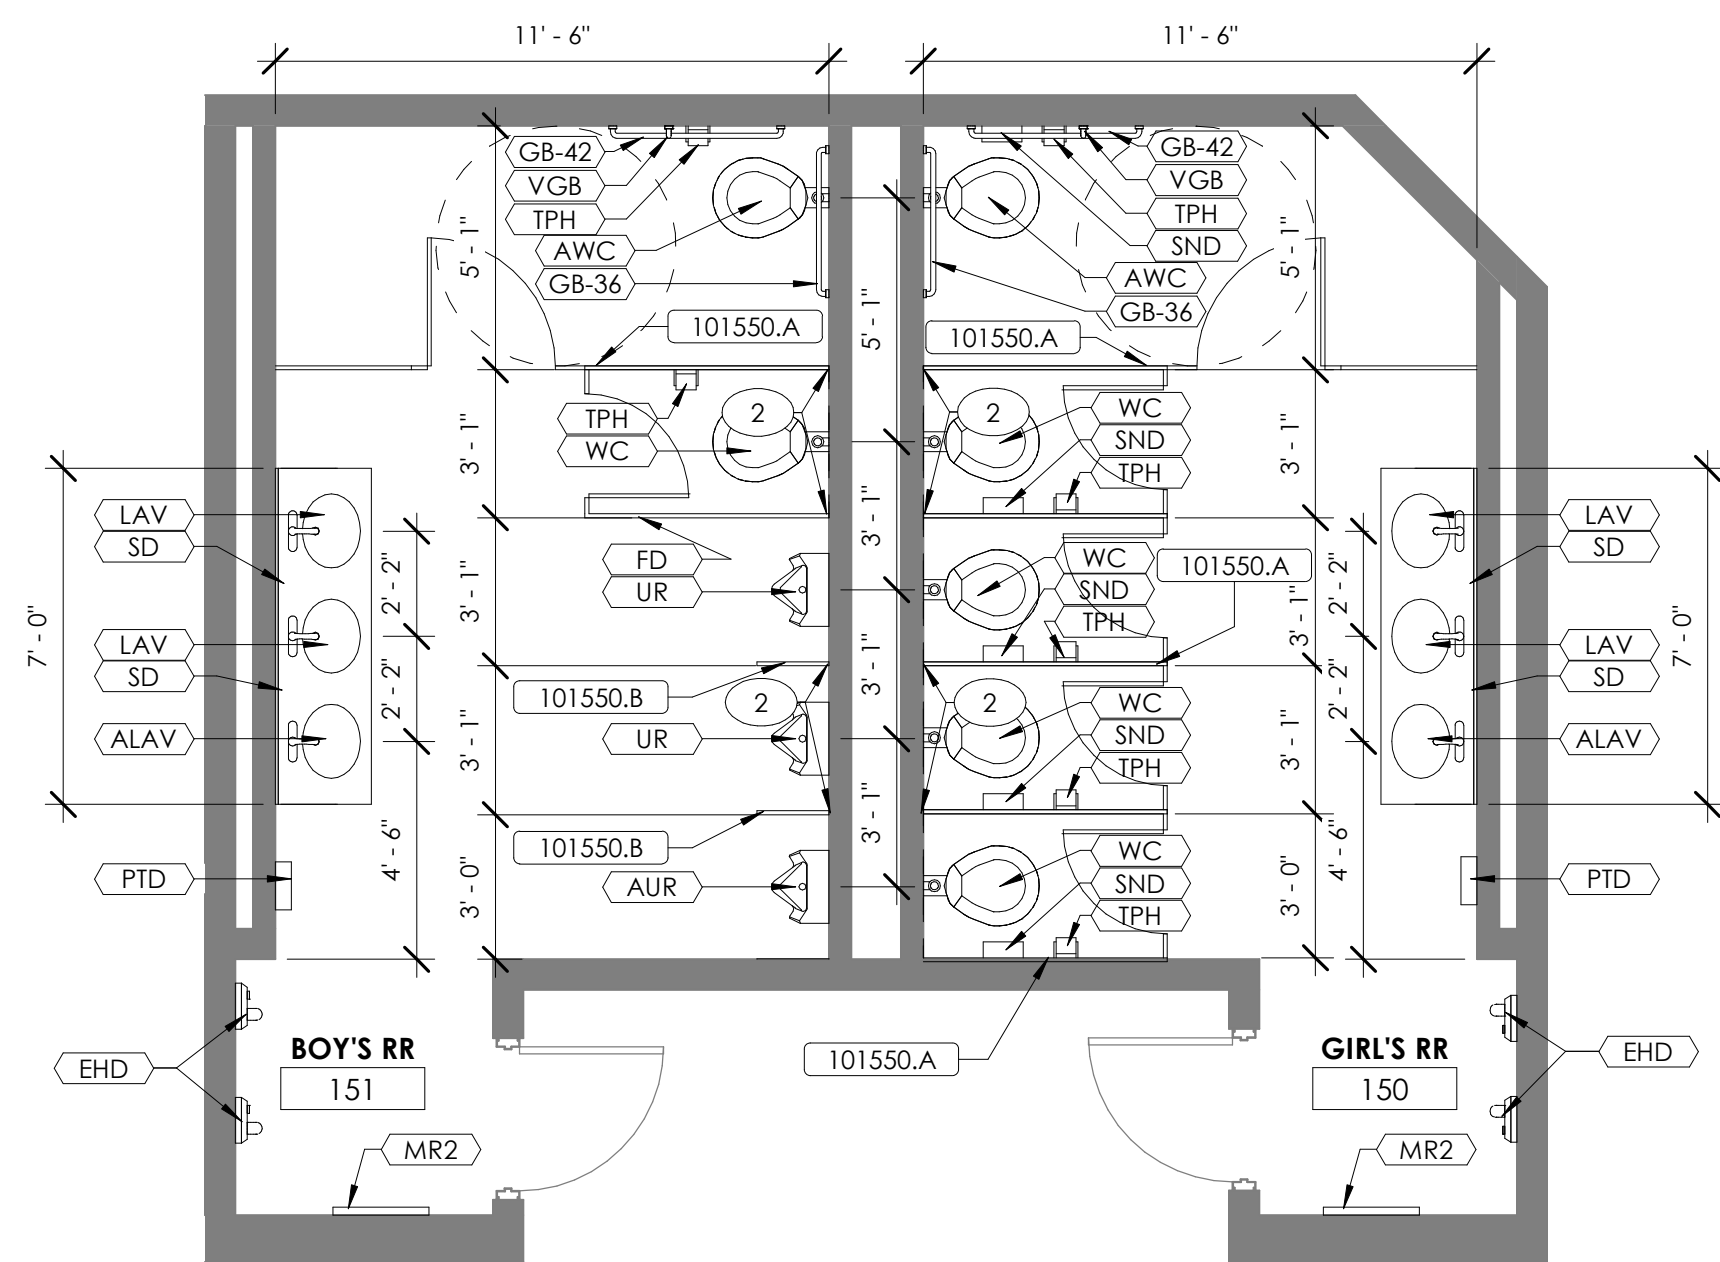 11' - 6"
11' - 6"
GB-42
VGB
TPH
AWC
GB-36
GB-42
VGB
TPH
SND
AWC
GB-36
5' - 1"
5' - 1"
5' - 1"
101550.A
101550.A
TPH
WC
2
2
WC
SND
TPH
3' - 1"
3' - 1"
LAV
SD
2' - 2"
FD
UR
3' - 1"
3' - 1"
WC
SND
TPH
101550.A
3' - 1"
2' - 2"
LAV
SD
7' - 0"
LAV
SD
2' - 2"
101550.B
3' - 1"
2' - 2"
LAV
SD
7' - 0"
ALAV
3' - 1"
UR
2
2
WC
SND
TPH
3' - 1"
ALAV
4' - 6"
101550.B
3' - 1"
4' - 6"
PTD
3' - 0"
AUR
WC
SND
TPH
3' - 0"
PTD
EHD
BOY'S RR
151
101550.A
GIRL'S RR
150
EHD
MR2
MR2